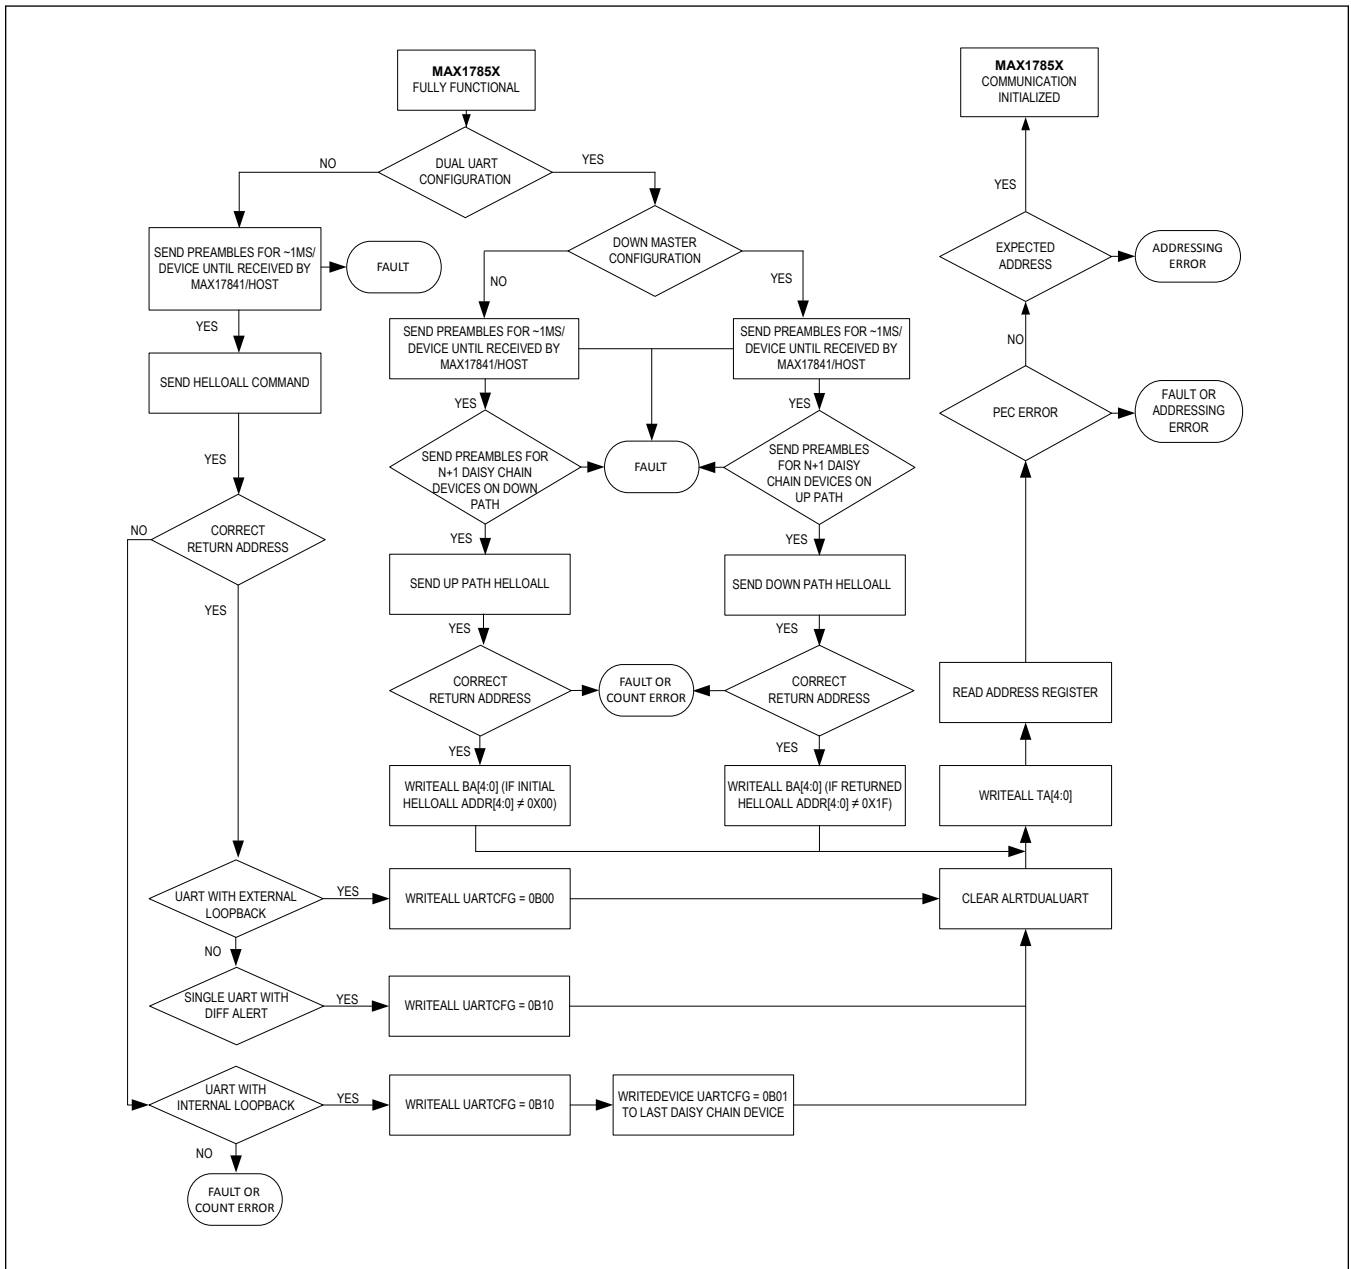 MAX1785X
FULLY FUNCTIONAL
MAX1785X
COMMUNICATION
INITIALIZED
DUAL UART
CONFIGURATION
NO
YES
YES
DOWN MASTER
CONFIGURATION
NO
YES
SEND PREAMBLES FOR ~1MS/
DEVICE UNTIL RECEIVED BY
MAX17841/HOST
FAULT
EXPECTED
ADDRESS
ADDRESSING
ERROR
YES
SEND PREAMBLES FOR ~1MS/
DEVICE UNTIL RECEIVED BY
MAX17841/HOST
SEND PREAMBLES FOR ~1MS/
DEVICE UNTIL RECEIVED BY
MAX17841/HOST
NO
SEND HELLOALL COMMAND
YES
YES
PEC ERROR
FAULT OR
ADDRESSING
ERROR
YES
SEND PREAMBLES FOR
N+1 DAISY CHAIN
DEVICES ON DOWN
PATH
FAULT
SEND PREAMBLES
FOR N+1 DAISY
CHAIN DEVICES ON
UP PATH
NO
CORRECT
RETURN ADDRESS
YES
YES
SEND UP PATH HELLOALL
SEND DOWN PATH HELLOALL
YES
YES
YES
CORRECT
RETURN ADDRESS
FAULT OR
COUNT ERROR
CORRECT
RETURN ADDRESS
READ ADDRESS REGISTER
YES
YES
WRITEALL BA[4:0] (IF INITIAL
HELLOALL ADDR[4:0] ≠ 0X00)
WRITEALL BA[4:0] (IF RETURNED
HELLOALL ADDR[4:0] ≠ 0X1F)
WRITEALL TA[4:0]
UART WITH EXTERNAL
LOOPBACK
YES
WRITEALL UARTCFG = 0B00
CLEAR ALRTDUALUART
NO
SINGLE UART WITH
DIFF ALERT
YES
WRITEALL UARTCFG = 0B10
UART WITH
INTERNAL LOOPBACK
YES
WRITEALL UARTCFG = 0B10
WRITEDEVICE UARTCFG = 0B01
TO LAST DAISY CHAIN DEVICE
NO
FAULT OR
COUNT ERROR